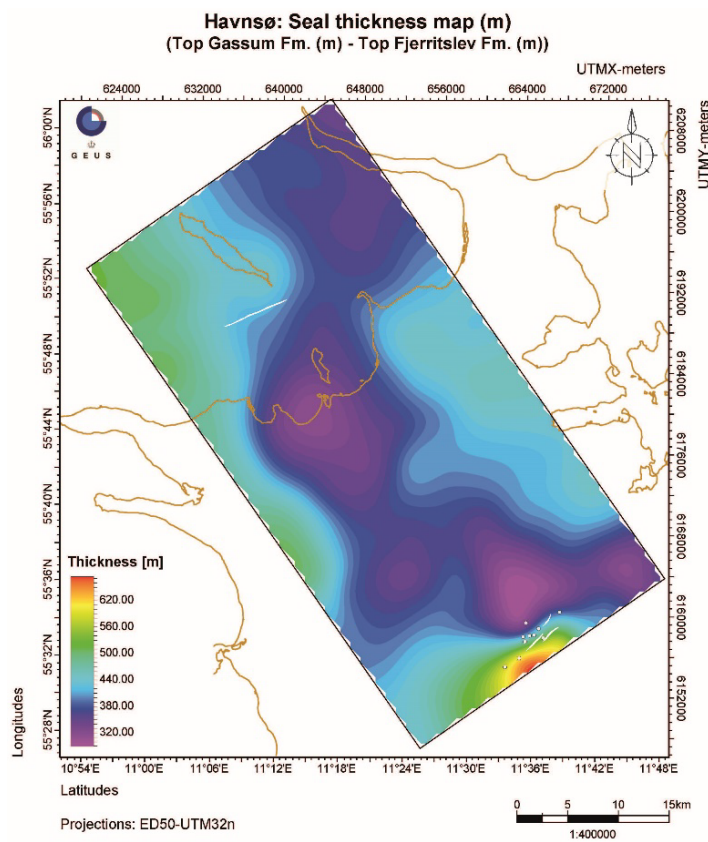 Havnsø: Seal thickness map (m)
(Top Gassum Fm. (m) - Top Fjerritslev Fm. (m))
UTMX-meters
624000 632000 640000 648000 656000 664000 672000
GEUS
N
UTMY-meters
6208000
6200000
6192000
6184000
6176000
6168000
6160000
6152000
56°0'N
55°56'N
55°52'N
55°48'N
55°44'N
55°40'N
55°36'N
55°32'N
55°28'N
Thickness [m]
620.00
560.00
500.00
440.00
380.00
320.00
Longitudes
10°54'E 11°00'E 11°06'E 11°12'E 11°18'E 11°24'E 11°30'E 11°36'E 11°42'E 11°48'E
Latitudes
Projections: ED50-UTM32n
0 5 10 15km
1:400000